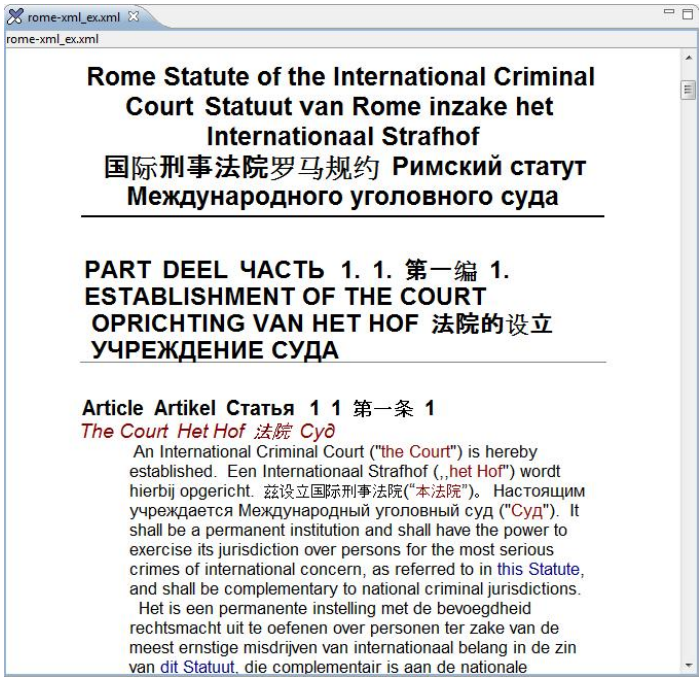 rome-xml_ex.xml
rome-xml_ex.xml
Rome Statute of the International Criminal
Court Statuut van Rome inzake het
Internationaal Strafhof
国际刑事法院罗马规约 Римский статут
Международного уголовного суда
PART DEEL ЧАСТЬ 1. 1. 第一编 1.
ESTABLISHMENT OF THE COURT
OPRICHTING VAN HET HOF 法院的设立
УЧРЕЖДЕНИЕ СУДА
Article Artikel Статья 1 1 第一条 1
The Court Het Hof 法院 Суд
An International Criminal Court ("the Court") is hereby
established. Een Internationaal Strafhof (,,het Hof") wordt
hierbij opgericht. 兹设立国际刑事法院(“本法院”)。 Настоящим
учреждается Международный уголовный суд ("Суд"). It
shall be a permanent institution and shall have the power to
exercise its jurisdiction over persons for the most serious
crimes of international concern, as referred to in this Statute,
and shall be complementary to national criminal jurisdictions.
Het is een permanente instelling met de bevoegdheid
rechtsmacht uit te oefenen over personen ter zake van de
meest ernstige misdrijven van internationaal belang in de zin
van dit Statuut, die complementair is aan de nationale